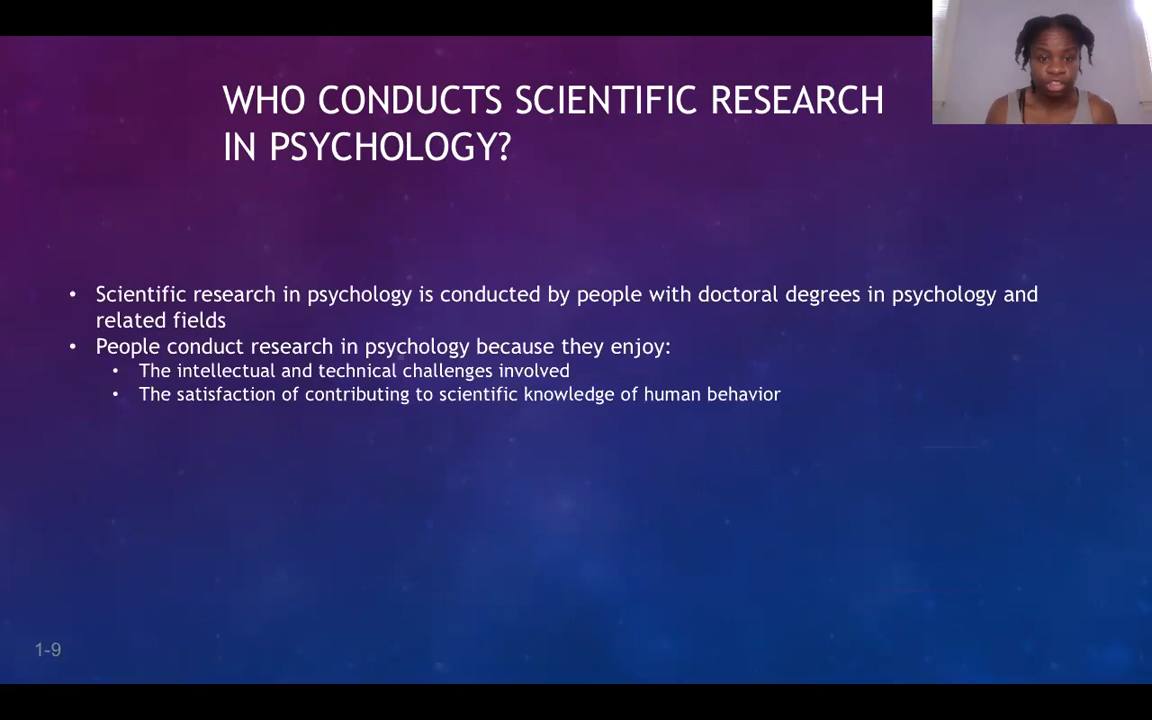 WHO CONDUCTS SCIENTIFIC RESEARCH
IN PSYCHOLOGY?
• Scientific research in psychology is conducted by people with doctoral degrees in psychology and
related fields
• People conduct research in psychology because they enjoy:
• The intellectual and technical challenges involved
• The satisfaction of contributing to scientific knowledge of human behavior
1-9